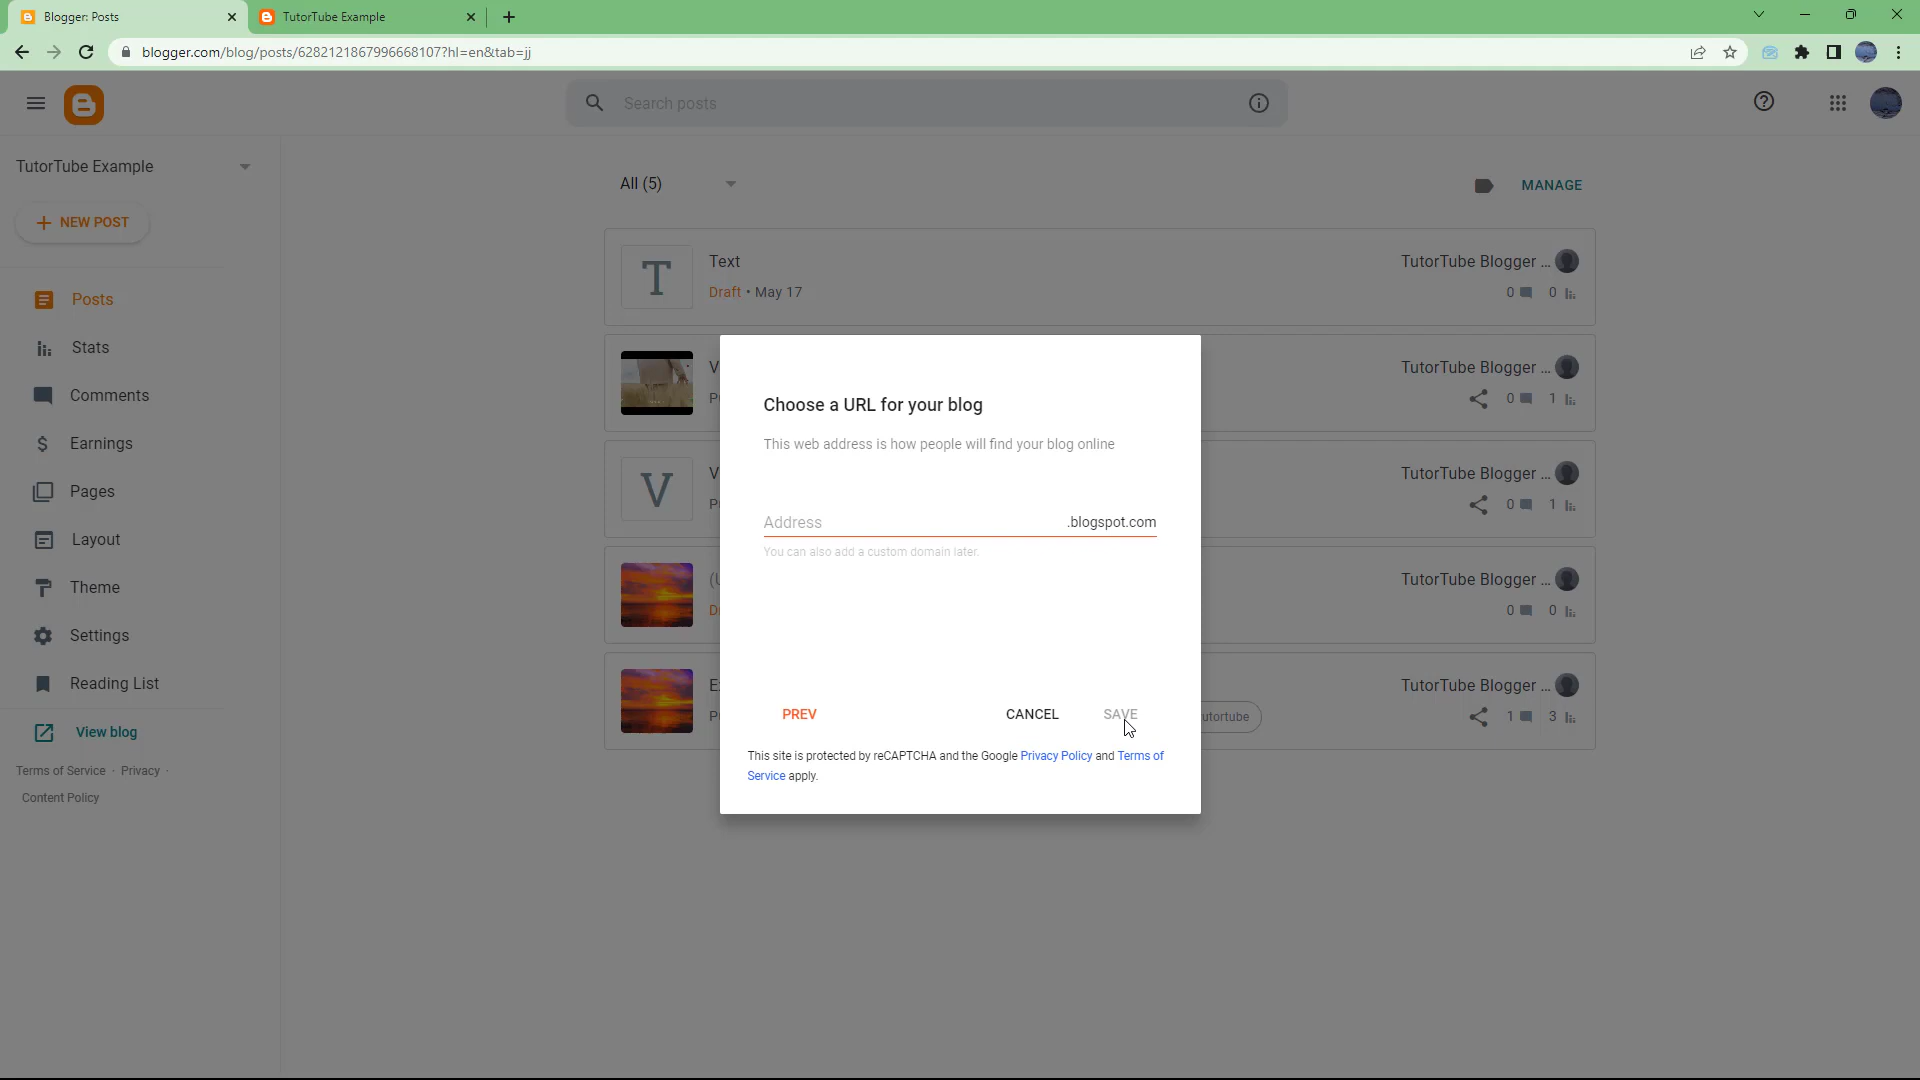 Blogger: Posts
TutorTube Example
blogger.com/blog/posts/6282121867996668107?hl=en&tab=jj
Search posts
TutorTube Example
NEW POST
Posts
Stats
Comments
Earnings
Pages
Layout
Theme
Settings
Reading List
View blog
Terms of Service · Privacy ·
Content Policy
All (5)
MANAGE
T
Text
Draft • May 17
TutorTube Blogger ...
0 0
V
TutorTube Blogger ...
0 1
V
V
TutorTube Blogger ...
0 1
TutorTube Blogger ...
0 0
TutorTube Blogger ...
1 3
Choose a URL for your blog
This web address is how people will find your blog online
Address
.blogspot.com
You can also add a custom domain later.
PREV
CANCEL
SAVE
This site is protected by reCAPTCHA and the Google Privacy Policy and Terms of
Service apply.